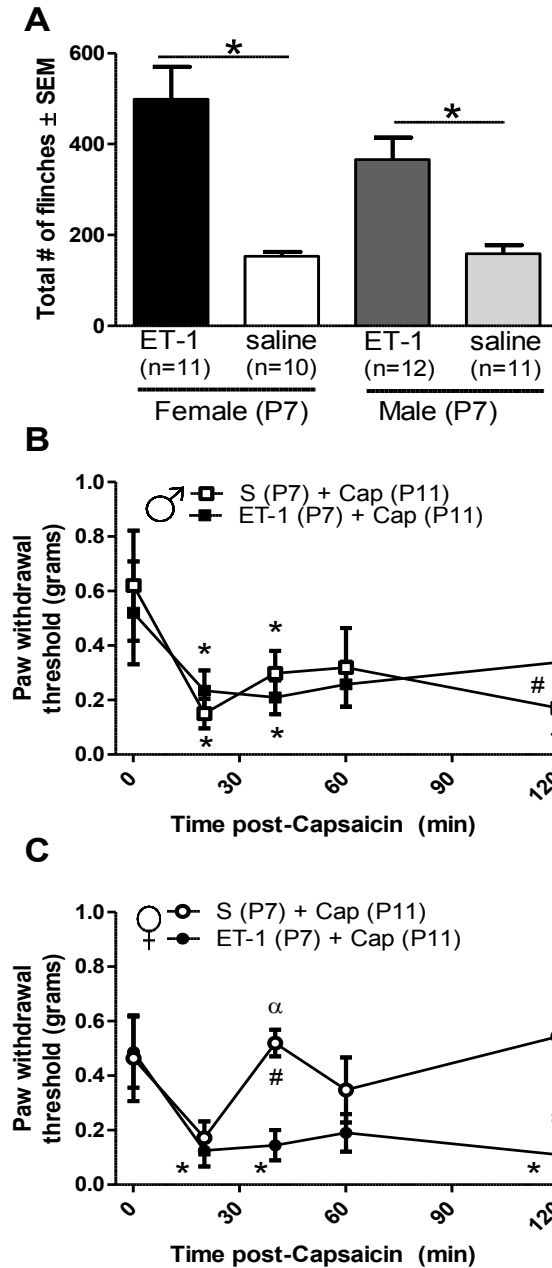 A
Total # of flinches ± SEM
600
400
200
0
*
*
ET-1 saline ET-1 saline
(n=11) (n=10) (n=12) (n=11)
Female (P7) Male (P7)
B
Paw withdrawal
threshold (grams)
1.0
0.8
0.6
0.4
0.2
0.0
♂ S (P7) + Cap (P11)
ET-1 (P7) + Cap (P11)
* *
* *
#
0 30 60 90 120
Time post-Capsaicin (min)
C
Paw withdrawal
threshold (grams)
1.0
0.8
0.6
0.4
0.2
0.0
♀ S (P7) + Cap (P11)
ET-1 (P7) + Cap (P11)
α
#
* * *
0 30 60 90 120
Time post-Capsaicin (min)